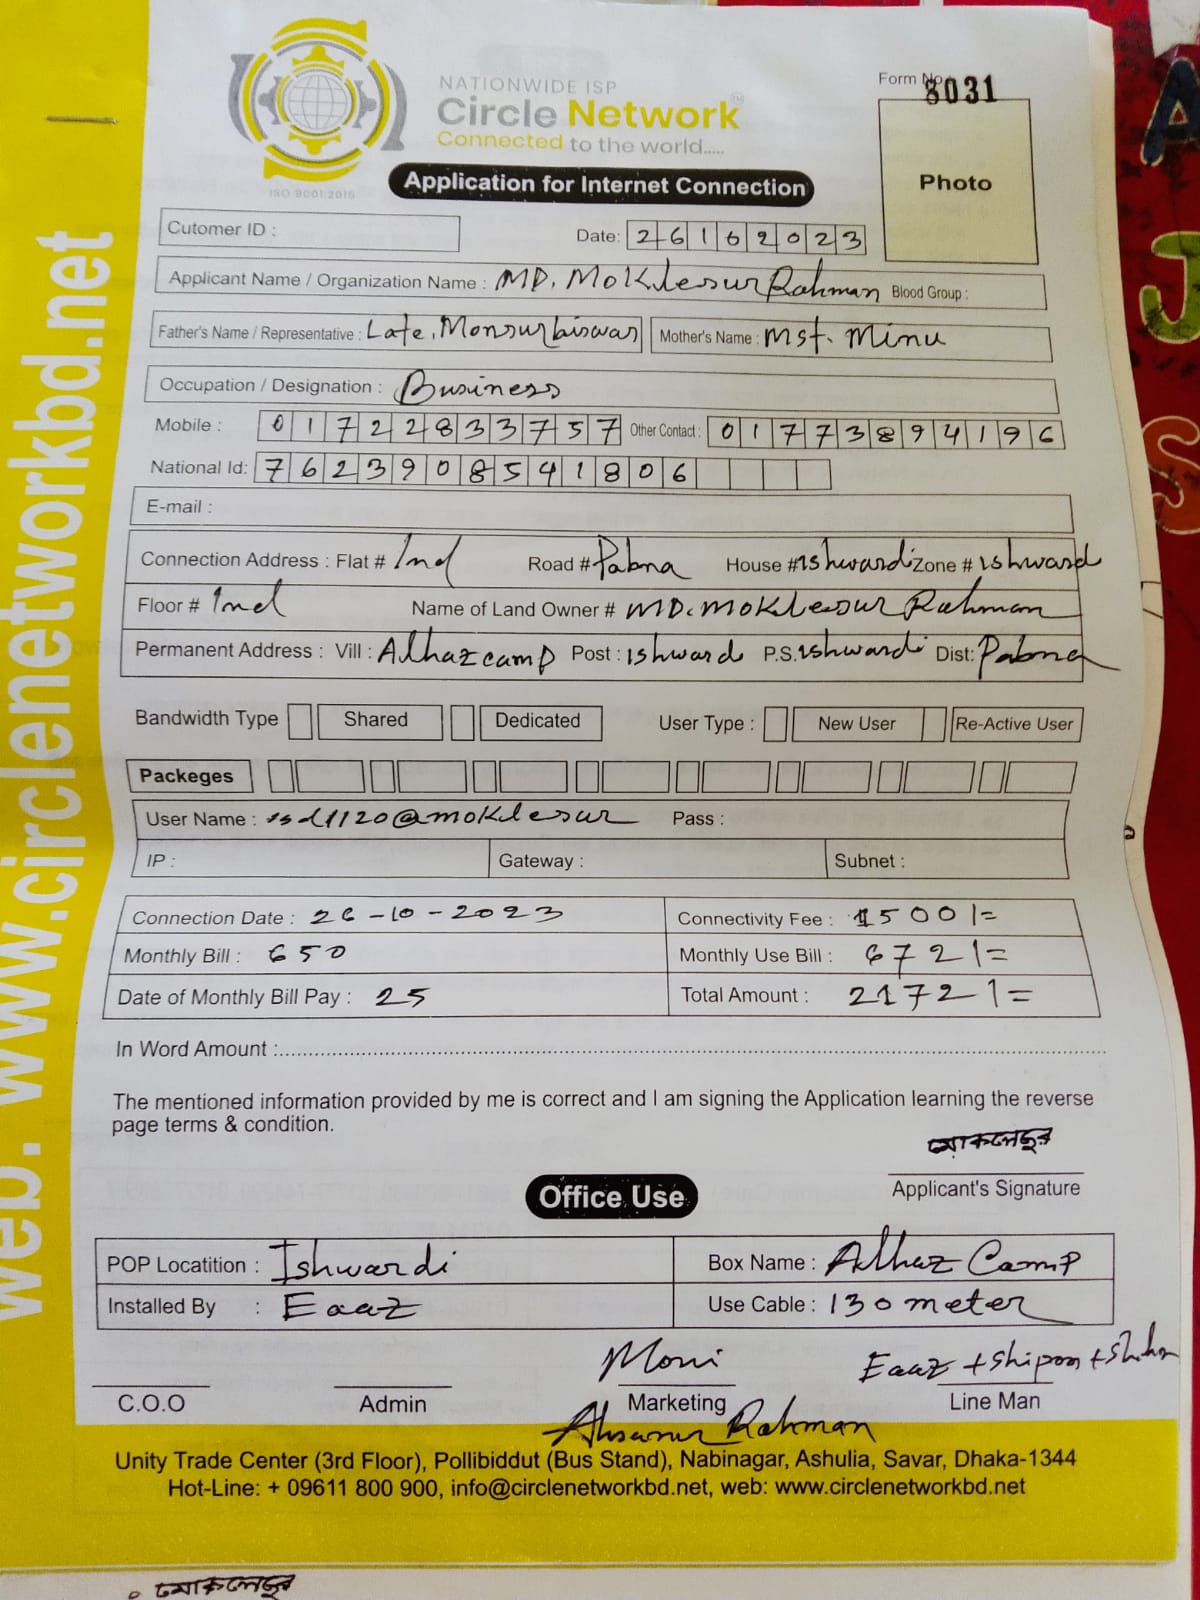 Form No. 8031
NATIONWIDE ISP
Circle Network
Connected to the world.....
ISO 9001:2015
Application for Internet Connection
Photo
Cutomer ID :
Date: 26102023
Applicant Name / Organization Name : MD. Moklesur Rahman Blood Group :
Father's Name / Representative : Late. Monsur biswas Mother's Name : Mst. Minu
Occupation / Designation : Business
Mobile : 01722833757 Other Contact : 01773894196
National Id: 7623908541806
E-mail :
Connection Address : Flat # Ind Road # Pabna House # ishwardi Zone # ishwardi
Floor # Ind Name of Land Owner # MD. Moklesur Rahman
Permanent Address : Vill : Alhaz camp Post : ishwardi P.S. ishwardi Dist: Pabna
Bandwidth Type Shared Dedicated User Type : New User Re-Active User
Packeges
User Name : isd1120@moklesur Pass :
IP : Gateway : Subnet :
Connection Date : 26-10-2023 Connectivity Fee : 1500/=
Monthly Bill : 650 Monthly Use Bill : 672/=
Date of Monthly Bill Pay : 25 Total Amount : 2172/=
In Word Amount :
The mentioned information provided by me is correct and I am signing the Application learning the reverse
page terms & condition.
মোকলেছুর
Applicant's Signature
Office Use
POP Locatition : Ishwardi Box Name : Alhaz Camp
Installed By : Eaaz Use Cable : 130 meter
Moni Eaaz + Shipon +
C.O.O Admin Marketing Line Man
Ahsanur Rahman
Unity Trade Center (3rd Floor), Pollibiddut (Bus Stand), Nabinagar, Ashulia, Savar, Dhaka-1344
Hot-Line: + 09611 800 900, info@circlenetworkbd.net, web: www.circlenetworkbd.net
web. www.circlenetworkbd.net
মোকলেছুর